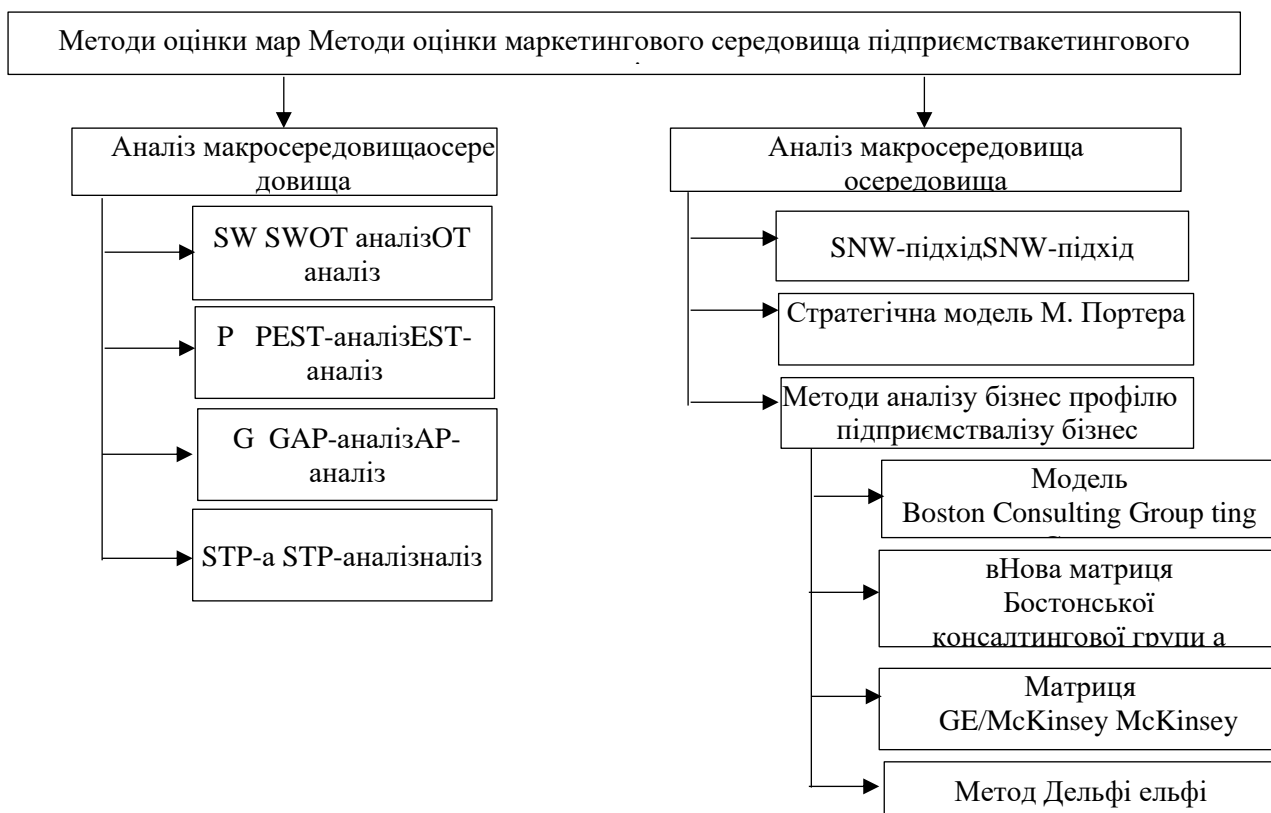 Методи оцінки мар Методи оцінки маркетингового середовища підприємствакетингового
Аналіз макросередовищаосере
довища
SW SWOT аналізOT
аналіз
P PEST-аналізEST-
аналіз
G GAP-аналізAP-
аналіз
STP-а STP-аналізналіз
Аналіз макросередовища
осередовища
SNW-підхідSNW-підхід
Стратегічна модель М. Портера
Методи аналізу бізнес профілю
підприємствалізу бізнес
Модель
Boston Consulting Group ting
вНова матриця
Бостонської
консалтингової групи а
Матриця
GE/McKinsey McKinsey
Метод Дельфі ельфі